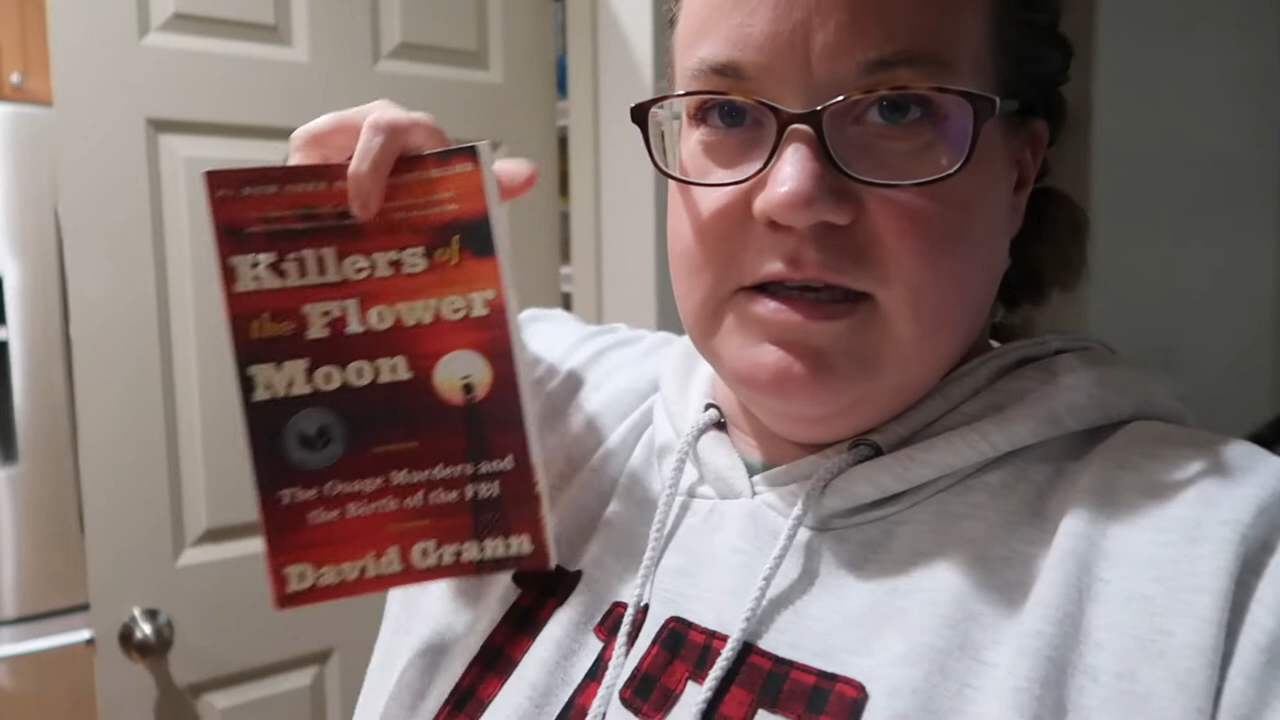 Killers of
the Flower
Moon
The Osage Murders and
the Birth of the FBI
David Grann